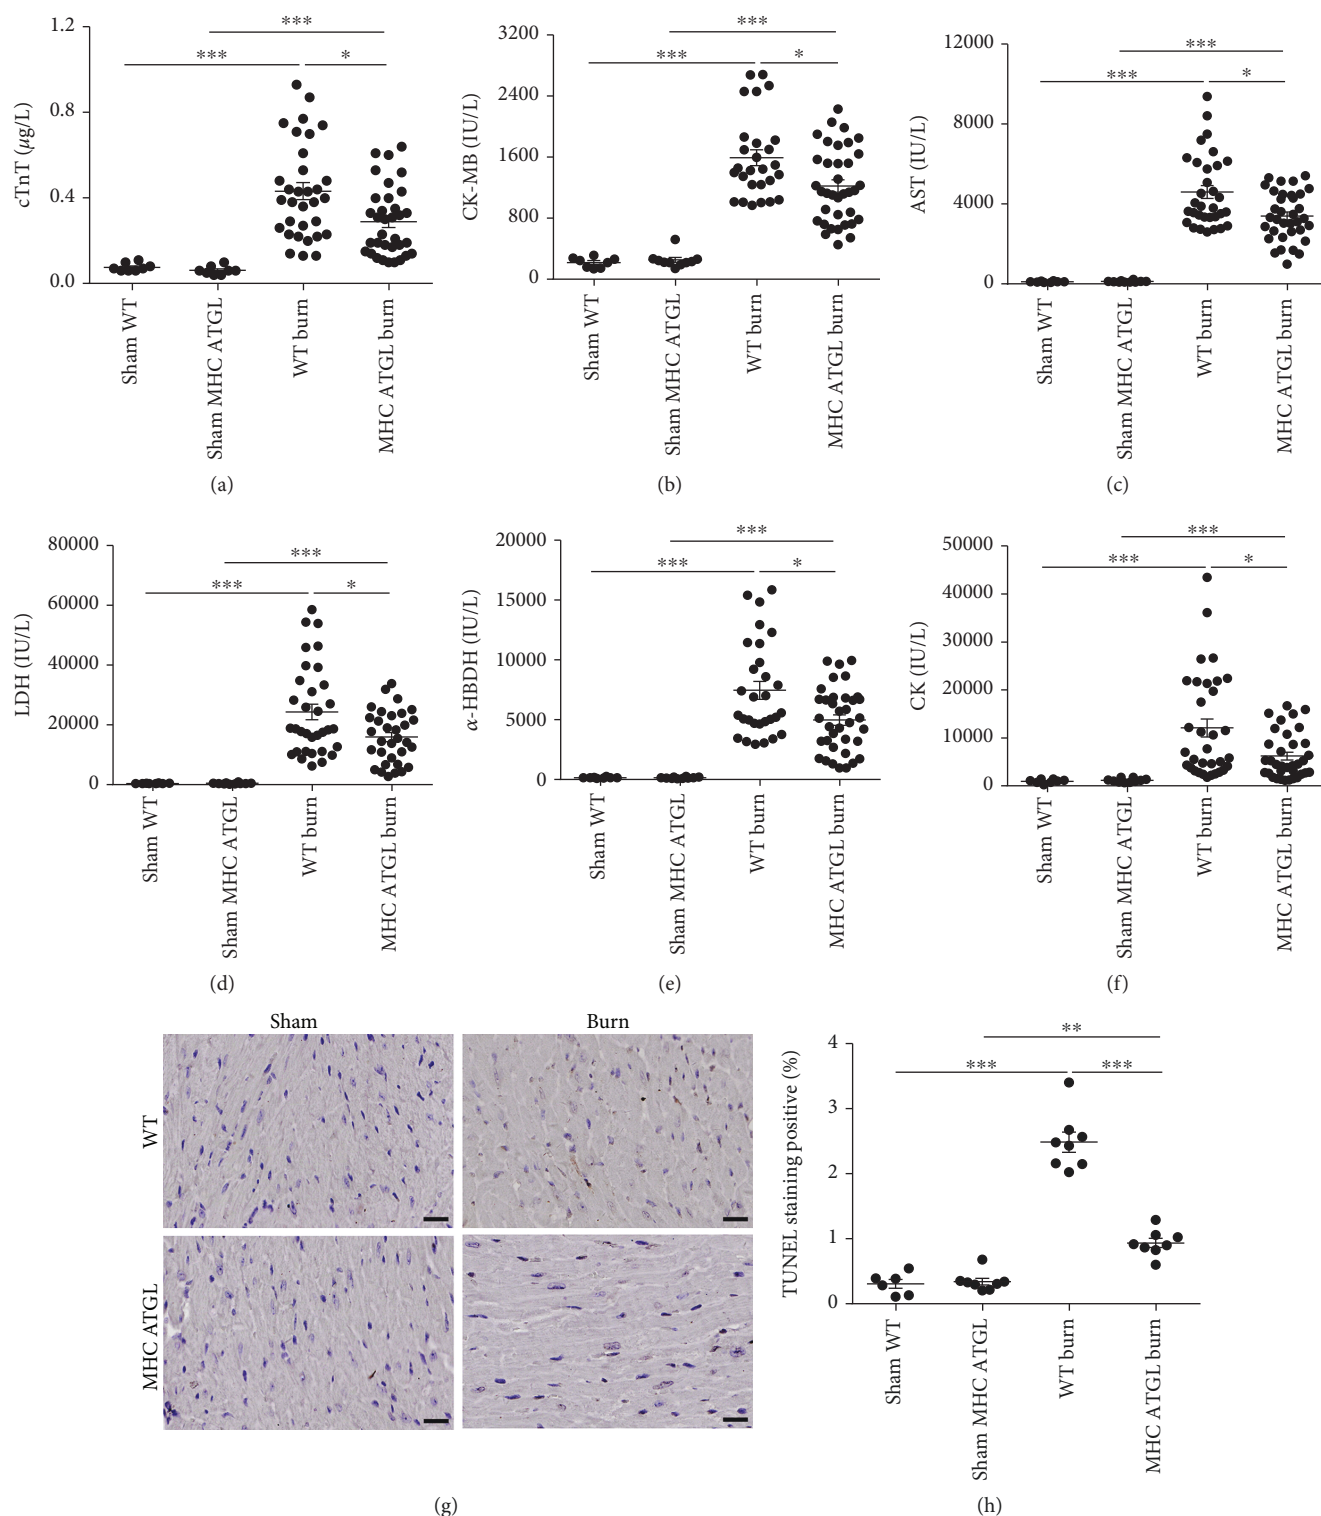 1.2
0.8
0.4
0.0
cTnT (μg/L)
***
***
*
Sham WT
Sham MHC ATGL
WT burn
MHC ATGL burn
(a)
3200
2400
1600
800
0
CK-MB (IU/L)
***
***
*
Sham WT
Sham MHC ATGL
WT burn
MHC ATGL burn
(b)
12000
8000
4000
0
AST (IU/L)
***
***
*
Sham WT
Sham MHC ATGL
WT burn
MHC ATGL burn
(c)
80000
60000
40000
20000
0
LDH (IU/L)
***
***
*
Sham WT
Sham MHC ATGL
WT burn
MHC ATGL burn
(d)
20000
15000
10000
5000
0
α-HBDH (IU/L)
***
***
*
Sham WT
Sham MHC ATGL
WT burn
MHC ATGL burn
(e)
50000
40000
30000
20000
10000
0
CK (IU/L)
***
***
*
Sham WT
Sham MHC ATGL
WT burn
MHC ATGL burn
(f)
Sham
Burn
WT
MHC ATGL
(g)
4
3
2
1
0
TUNEL staining positive (%)
**
***
***
Sham WT
Sham MHC ATGL
WT burn
MHC ATGL burn
(h)